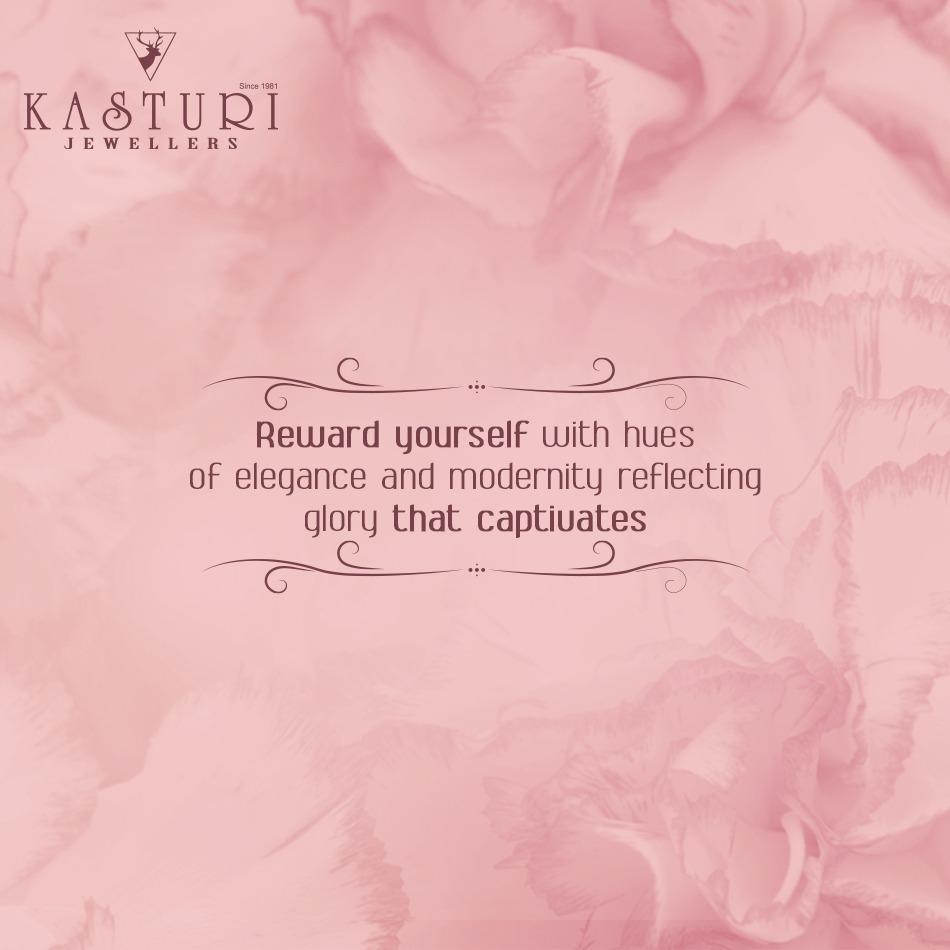 Since 1981
KASTURI
JEWELLERS
Reward yourself with hues
of elegance and modernity reflecting
glory that captivates